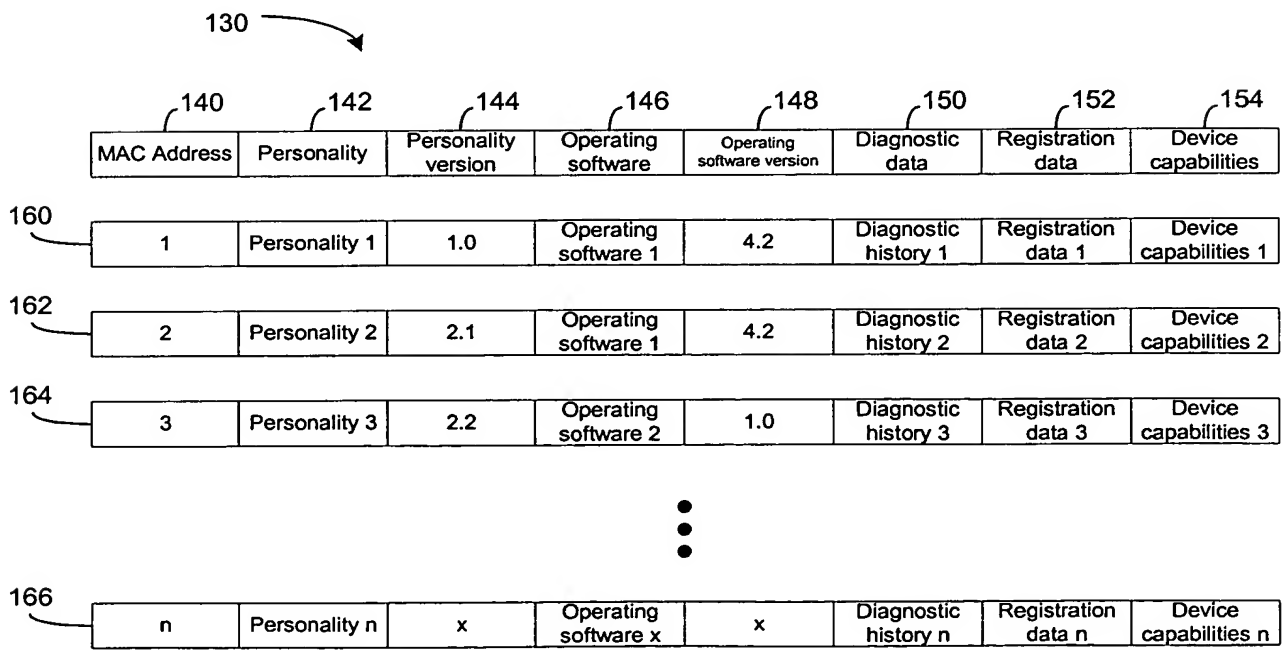 130
140 142 144 146 148 150 152 154
MAC Address Personality Personality version Operating software Operating software version Diagnostic data Registration data Device capabilities
160
1 Personality 1 1.0 Operating software 1 4.2 Diagnostic history 1 Registration data 1 Device capabilities 1
162
2 Personality 2 2.1 Operating software 1 4.2 Diagnostic history 2 Registration data 2 Device capabilities 2
164
3 Personality 3 2.2 Operating software 2 1.0 Diagnostic history 3 Registration data 3 Device capabilities 3
166
n Personality n x Operating software x x Diagnostic history n Registration data n Device capabilities n